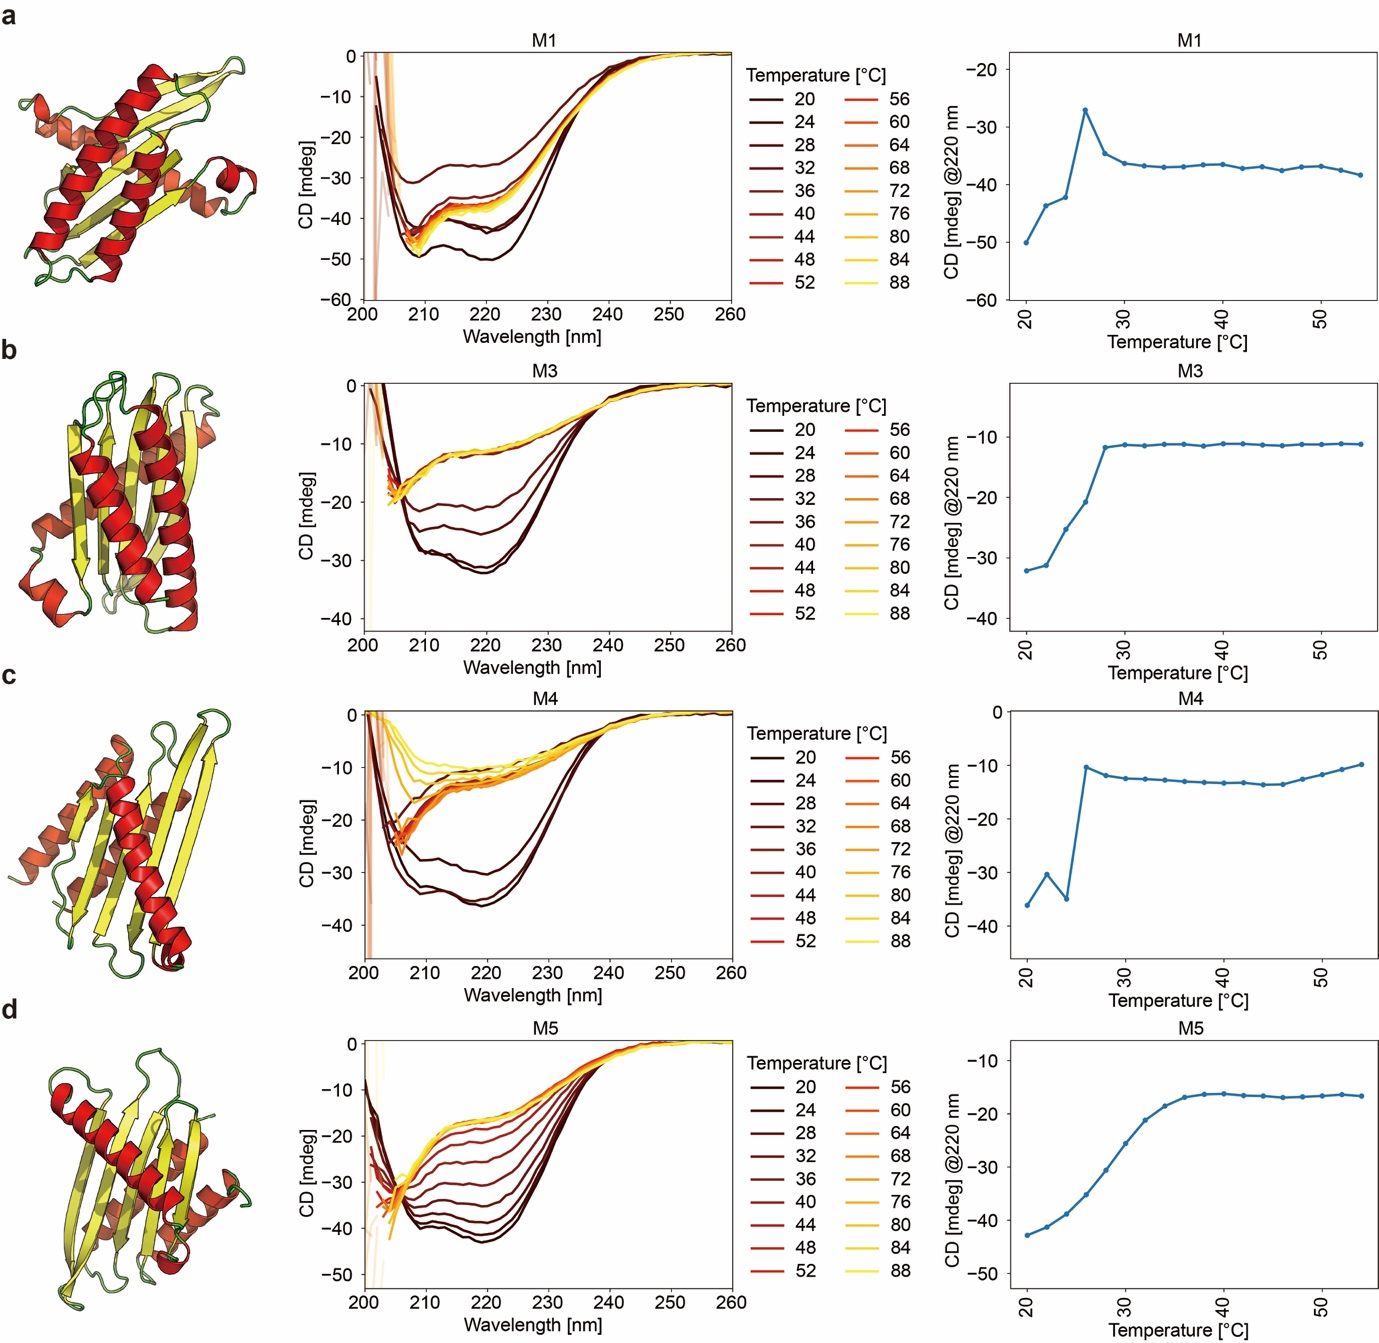 a
M1
0
−10
−20
−30
−40
−50
−60
CD [mdeg]
200 210 220 230 240 250 260
Wavelength [nm]
Temperature [°C]
20 56
24 60
28 64
32 68
36 72
40 76
44 80
48 84
52 88
M1
−20
−30
−40
−50
−60
CD [mdeg] @220 nm
20 30 40 50
Temperature [°C]
b
M3
0
−10
−20
−30
−40
CD [mdeg]
200 210 220 230 240 250 260
Wavelength [nm]
Temperature [°C]
20 56
24 60
28 64
32 68
36 72
40 76
44 80
48 84
52 88
M3
−10
−20
−30
−40
CD [mdeg] @220 nm
20 30 40 50
Temperature [°C]
c
M4
0
−10
−20
−30
−40
CD [mdeg]
200 210 220 230 240 250 260
Wavelength [nm]
Temperature [°C]
20 56
24 60
28 64
32 68
36 72
40 76
44 80
48 84
52 88
M4
0
−10
−20
−30
−40
CD [mdeg] @220 nm
20 30 40 50
Temperature [°C]
d
M5
0
−10
−20
−30
−40
−50
CD [mdeg]
200 210 220 230 240 250 260
Wavelength [nm]
Temperature [°C]
20 56
24 60
28 64
32 68
36 72
40 76
44 80
48 84
52 88
M5
−10
−20
−30
−40
−50
CD [mdeg] @220 nm
20 30 40 50
Temperature [°C]